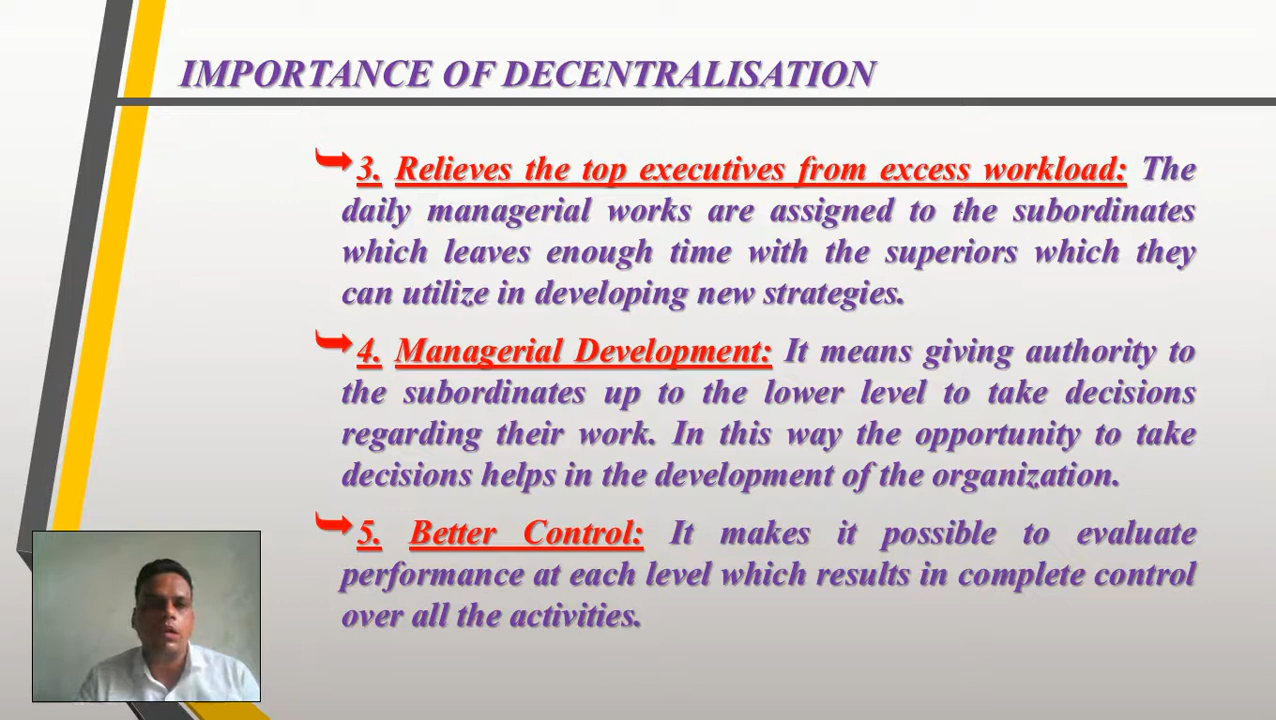 IMPORTANCE OF DECENTRALISATION
3. Relieves the top executives from excess workload: The
daily managerial works are assigned to the subordinates
which leaves enough time with the superiors which they
can utilize in developing new strategies.
4. Managerial Development: It means giving authority to
the subordinates up to the lower level to take decisions
regarding their work. In this way the opportunity to take
decisions helps in the development of the organization.
5. Better Control: It makes it possible to evaluate
performance at each level which results in complete control
over all the activities.